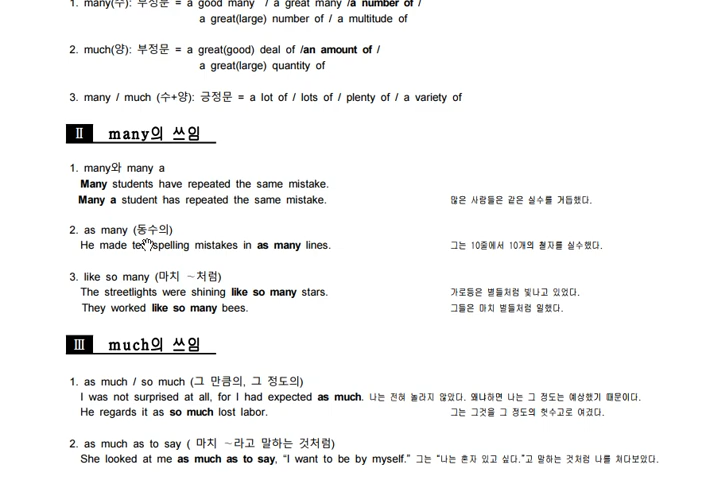 1. many(수): 부정문 = a good many / a great many /a number of /
a great(large) number of / a multitude of
2. much(양): 부정문 = a great(good) deal of /an amount of /
a great(large) quantity of
3. many / much (수+양): 긍정문 = a lot of / lots of / plenty of / a variety of
Ⅱ many의 쓰임
1. many와 many a
Many students have repeated the same mistake.
Many a student has repeated the same mistake. 많은 사람들은 같은 실수를 거듭했다.
2. as many (동수의)
He made ten spelling mistakes in as many lines. 그는 10줄에서 10개의 철자를 실수했다.
3. like so many (마치 ~처럼)
The streetlights were shining like so many stars. 가로등은 별들처럼 빛나고 있었다.
They worked like so many bees. 그들은 마치 벌들처럼 일했다.
Ⅲ much의 쓰임
1. as much / so much (그 만큼의, 그 정도의)
I was not surprised at all, for I had expected as much. 나는 전혀 놀라지 않았다. 왜냐하면 나는 그 정도는 예상했기 때문이다.
He regards it as so much lost labor. 그는 그것을 그 정도의 헛수고로 여겼다.
2. as much as to say ( 마치 ~라고 말하는 것처럼)
She looked at me as much as to say, “I want to be by myself.” 그는 “나는 혼자 있고 싶다.”고 말하는 것처럼 나를 쳐다보았다.